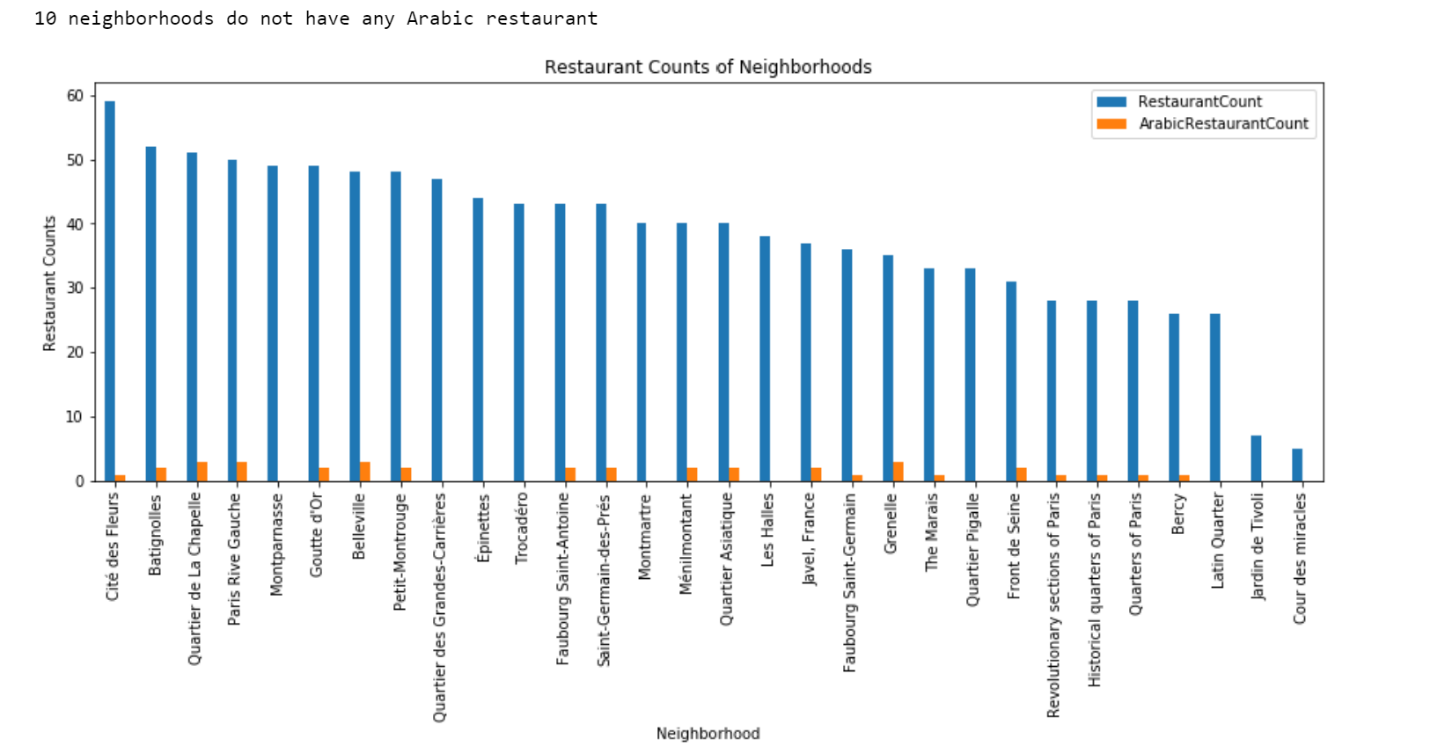 10 neighborhoods do not have any Arabic restaurant
Restaurant Counts of Neighborhoods
RestaurantCount
ArabicRestaurantCount
Restaurant Counts
60
50
40
30
20
10
0
Cité des Fleurs
Batignolles
Quartier de La Chapelle
Paris Rive Gauche
Montparnasse
Goutte d'Or
Belleville
Petit-Montrouge
Quartier des Grandes-Carrières
Épinettes
Trocadéro
Faubourg Saint-Antoine
Saint-Germain-des-Prés
Montmartre
Ménilmontant
Quartier Asiatique
Les Halles
Javel, France
Faubourg Saint-Germain
Grenelle
The Marais
Quartier Pigalle
Front de Seine
Revolutionary sections of Paris
Historical quarters of Paris
Quarters of Paris
Bercy
Latin Quarter
Jardin de Tivoli
Cour des miracles
Neighborhood